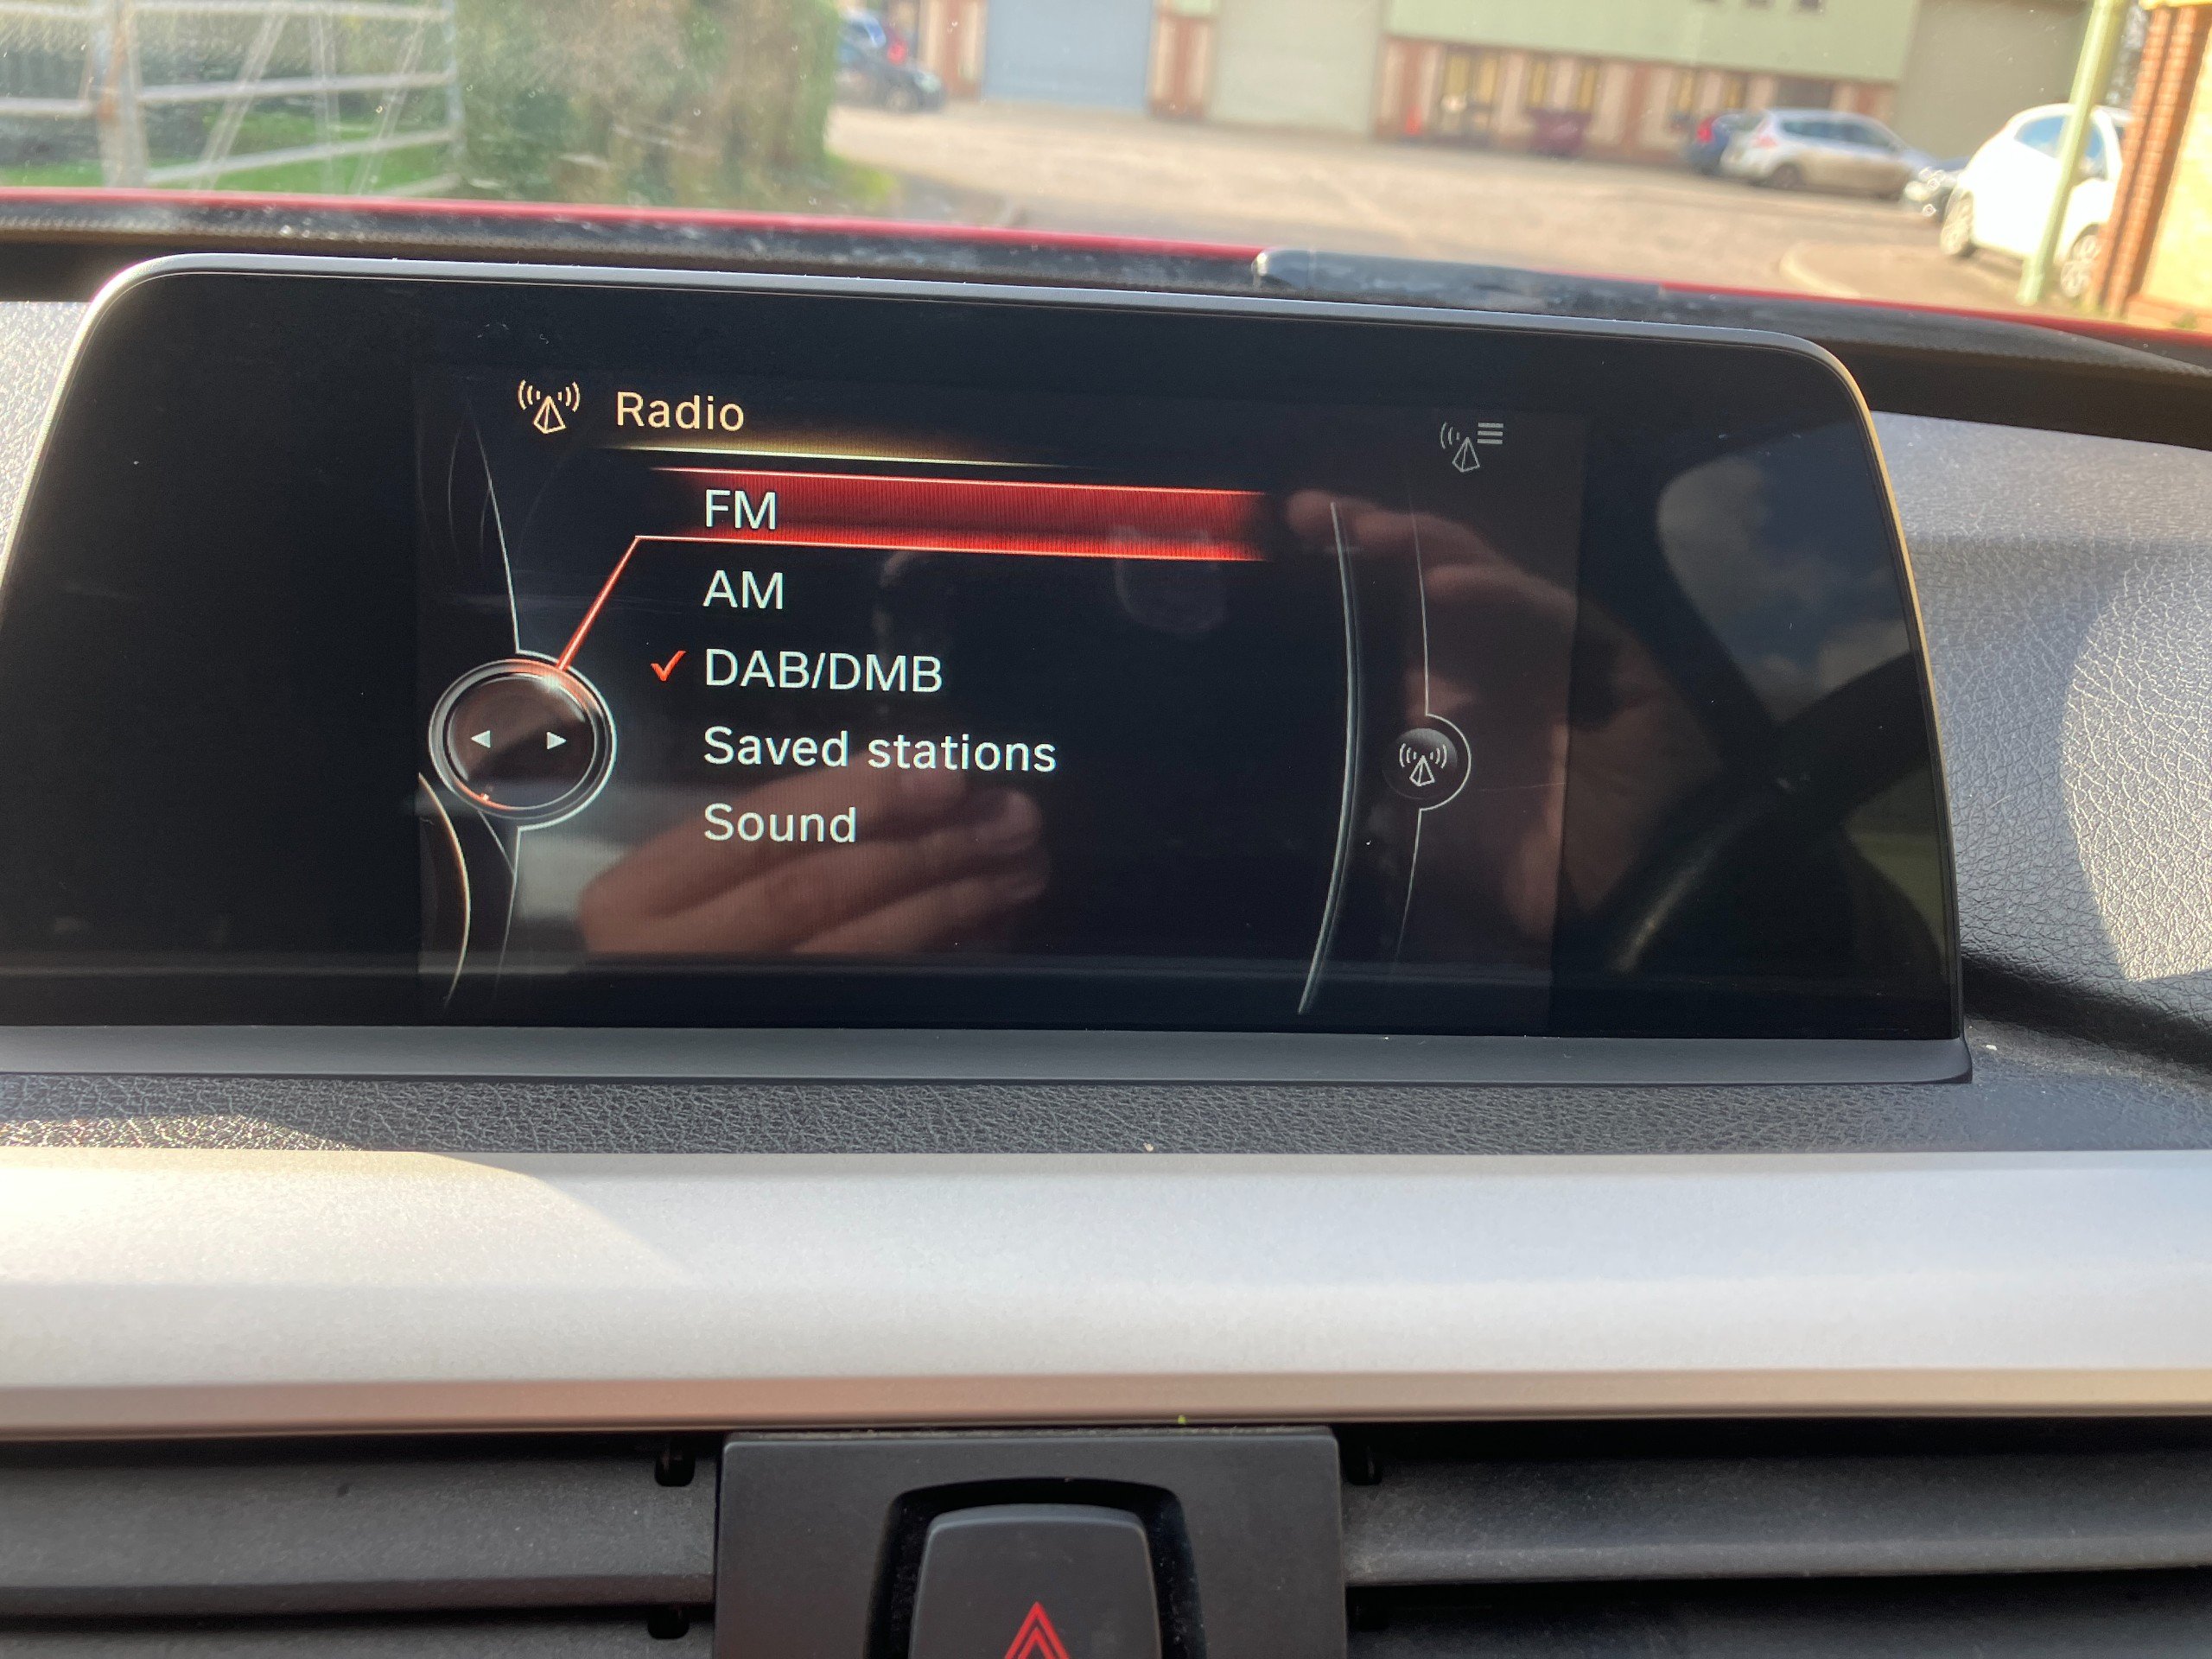 Radio
FM
AM
DAB/DMB
Saved stations
Sound